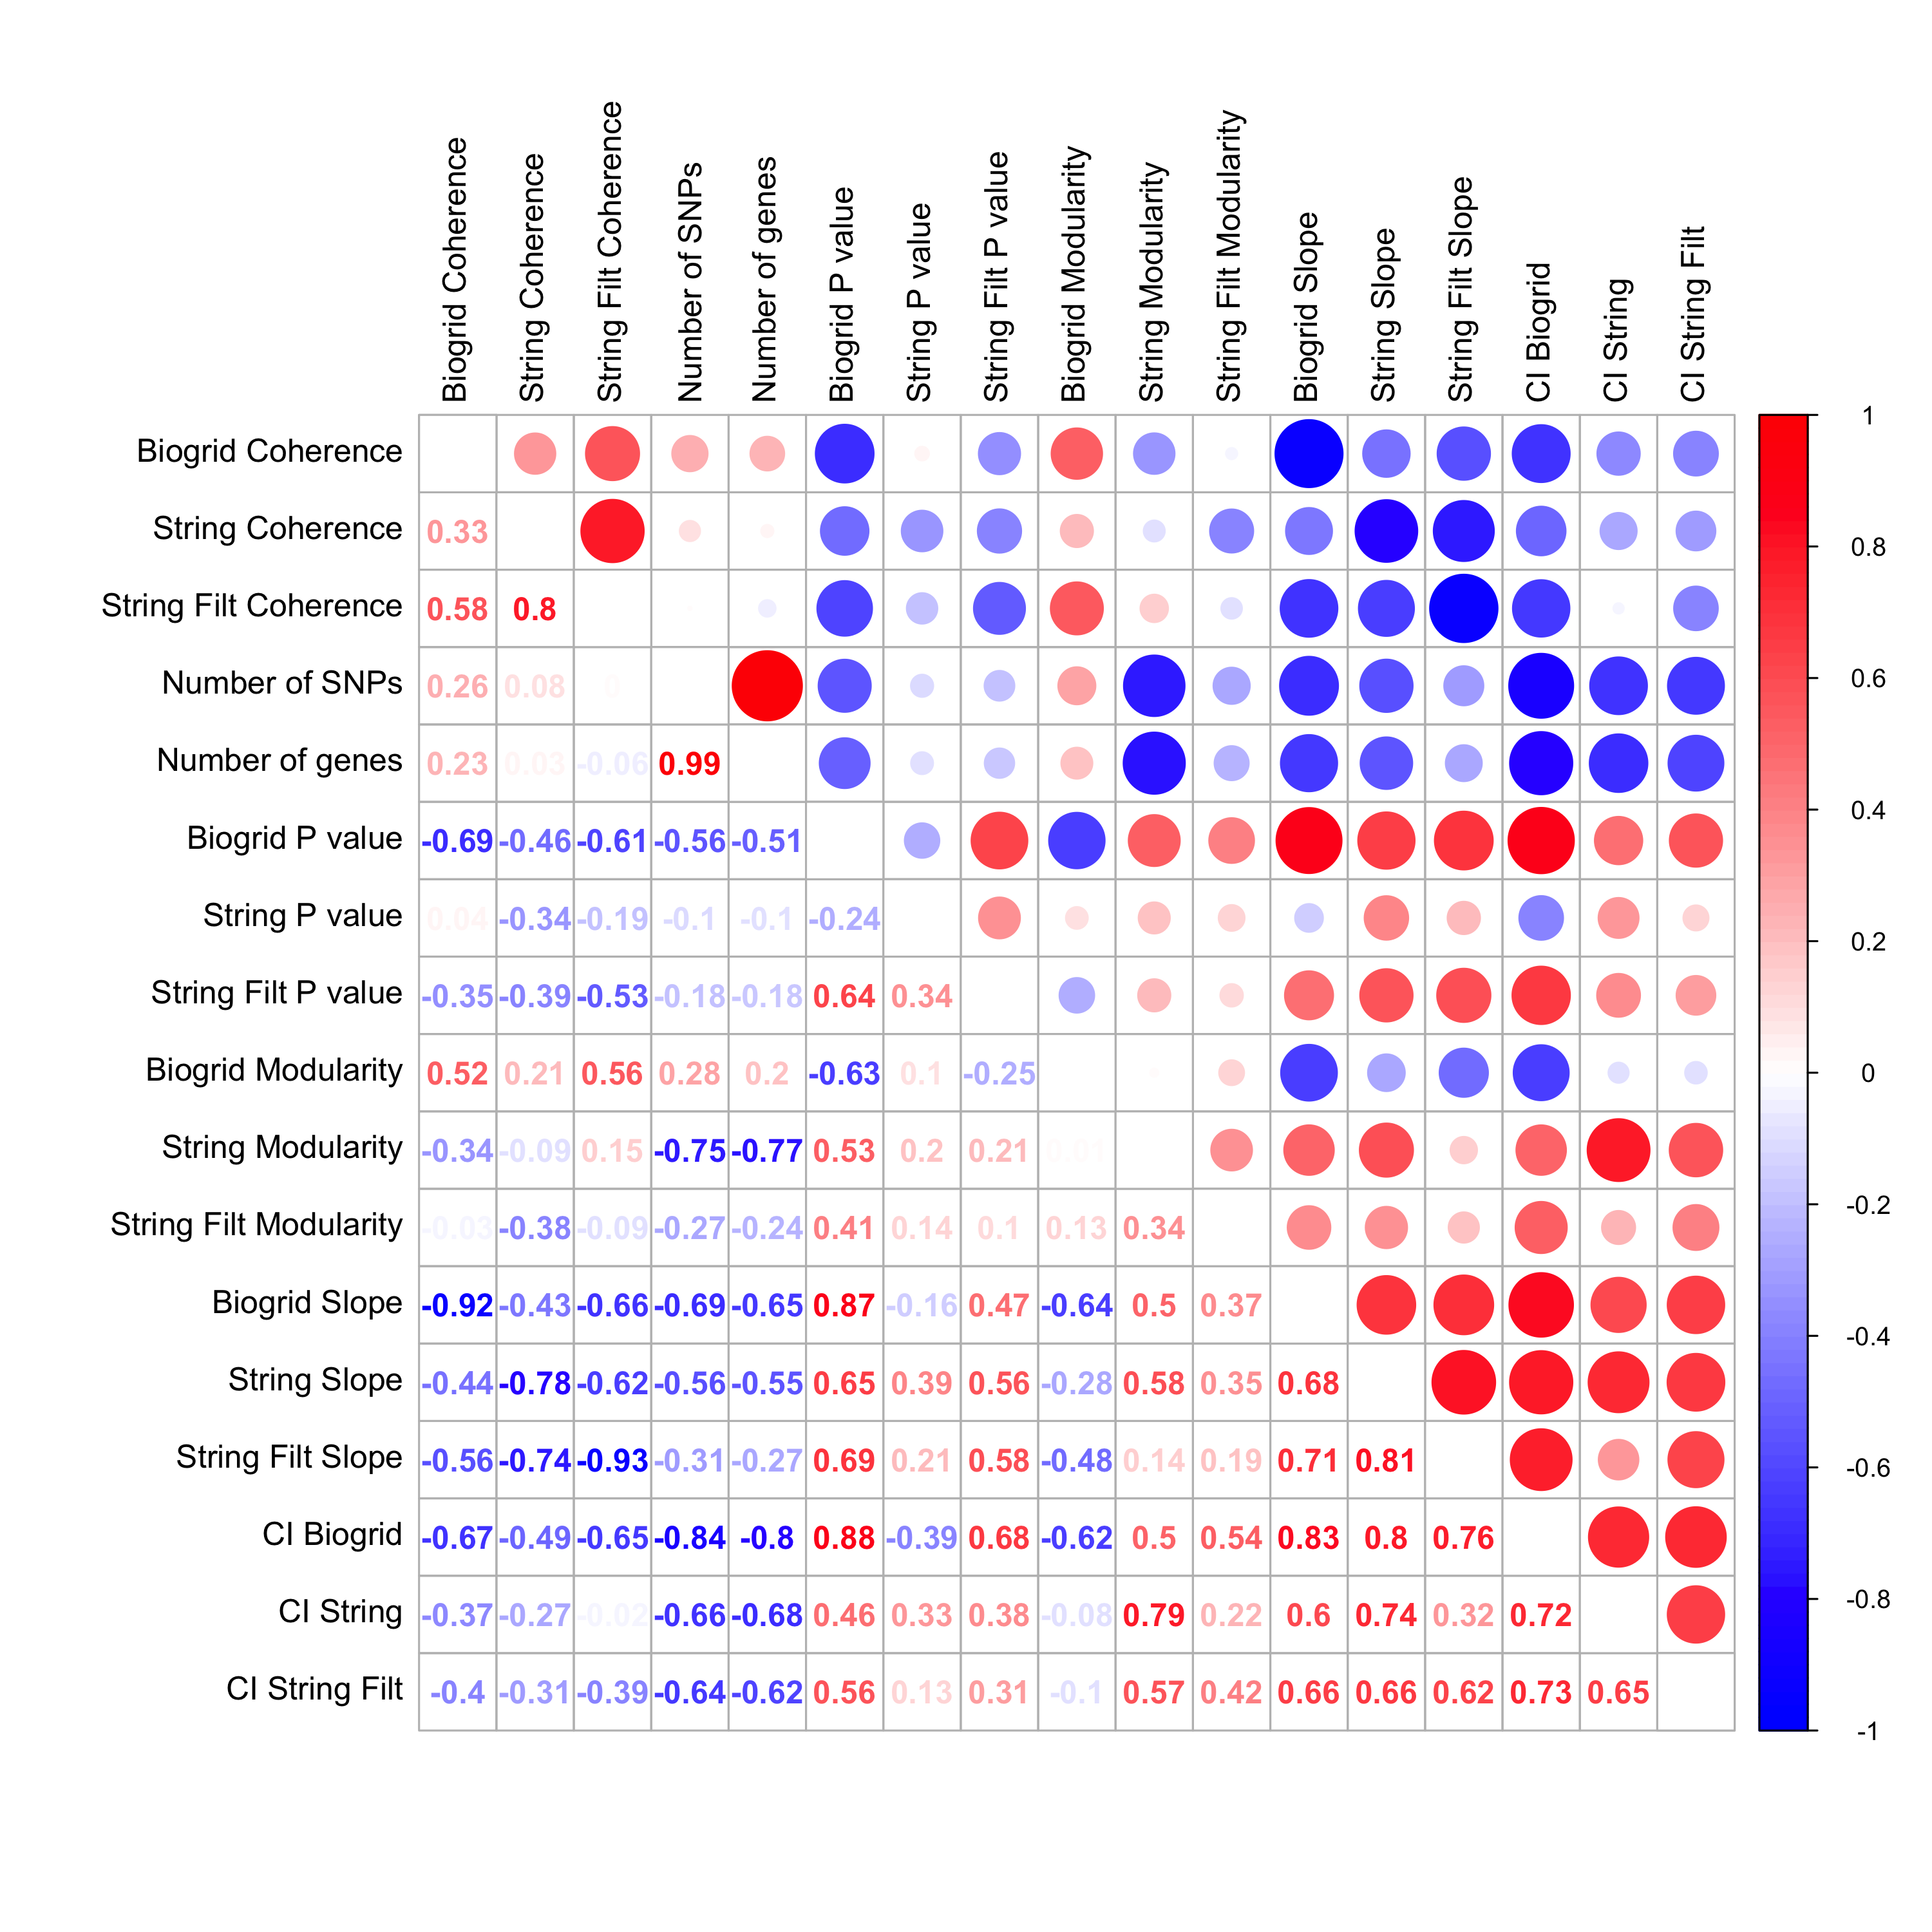 Biogrid Coherence
String Coherence
String Filt Coherence
Number of SNPs
Number of genes
Biogrid P value
String P value
String Filt P value
Biogrid Modularity
String Modularity
String Filt Modularity
Biogrid Slope
String Slope
String Filt Slope
CI Biogrid
CI String
CI String Filt
Biogrid Coherence
String Coherence 0.33
String Filt Coherence 0.58 0.8
Number of SNPs 0.26 0.08 0
Number of genes 0.23 0.03 -0.06 0.99
Biogrid P value -0.69 -0.46 -0.61 -0.56 -0.51
String P value 0.04 -0.34 -0.19 -0.1 -0.1 -0.24
String Filt P value -0.35 -0.39 -0.53 -0.18 -0.18 0.64 0.34
Biogrid Modularity 0.52 0.21 0.56 0.28 0.2 -0.63 0.1 -0.25
String Modularity -0.34 -0.09 0.15 -0.75 -0.77 0.53 0.2 0.21 0.01
String Filt Modularity -0.03 -0.38 -0.09 -0.27 -0.24 0.41 0.14 0.1 0.13 0.34
Biogrid Slope -0.92 -0.43 -0.66 -0.69 -0.65 0.87 -0.16 0.47 -0.64 0.5 0.37
String Slope -0.44 -0.78 -0.62 -0.56 -0.55 0.65 0.39 0.56 -0.28 0.58 0.35 0.68
String Filt Slope -0.56 -0.74 -0.93 -0.31 -0.27 0.69 0.21 0.58 -0.48 0.14 0.19 0.71 0.81
CI Biogrid -0.67 -0.49 -0.65 -0.84 -0.8 0.88 -0.39 0.68 -0.62 0.5 0.54 0.83 0.8 0.76
CI String -0.37 -0.27 -0.02 -0.66 -0.68 0.46 0.33 0.38 -0.08 0.79 0.22 0.6 0.74 0.32 0.72
CI String Filt -0.4 -0.31 -0.39 -0.64 -0.62 0.56 0.13 0.31 -0.1 0.57 0.42 0.66 0.66 0.62 0.73 0.65
1
0.8
0.6
0.4
0.2
0
-0.2
-0.4
-0.6
-0.8
-1